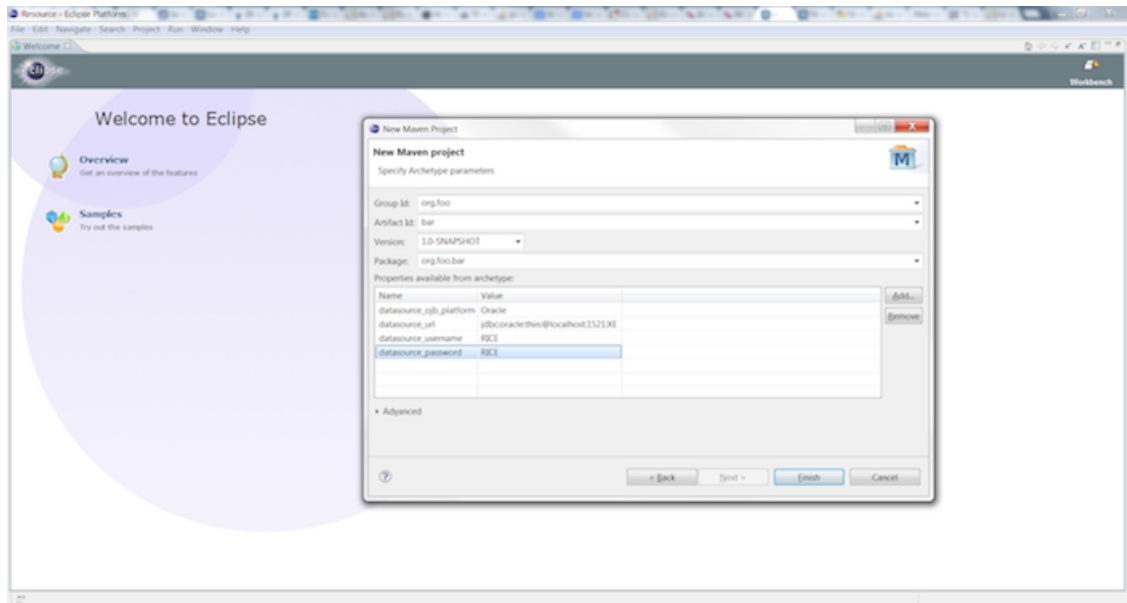 Resource - Eclipse Platform
File Edit Navigate Search Project Run Window Help
Welcome
eclipse
Workbench
Welcome to Eclipse
Overview
Get an overview of the features
Samples
Try out the samples
New Maven Project
New Maven project
Specify Archetype parameters
M
Group Id: org.foo
Artifact Id: bar
Version: 1.0-SNAPSHOT
Package: org.foo.bar
Properties available from archetype:
Name Value
Add...
datasource_ojb_platform Oracle
datasource_url jdbc:oracle:thin:@localhost:1521:XE
Remove
datasource_username RICE
datasource_password RICE
Advanced
< Back Next > Finish Cancel